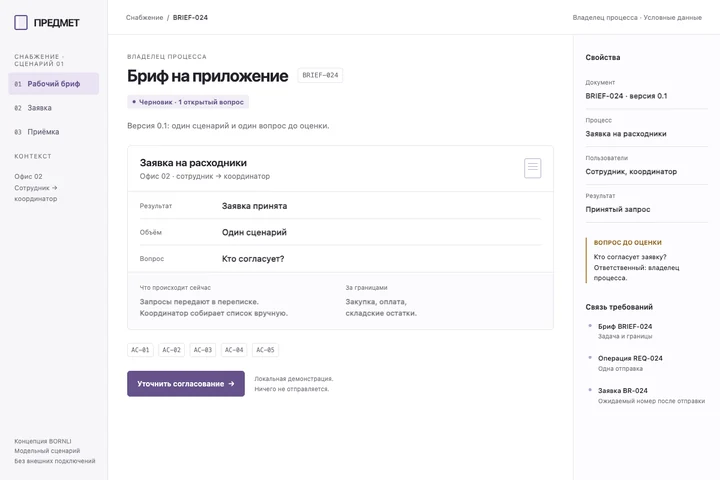 ПРЕДМЕТ
СНАБЖЕНИЕ ·
СЦЕНАРИЙ 01
01 Рабочий бриф
02 Заявка
03 Приёмка
КОНТЕКСТ
Офис 02
Сотрудник →
координатор
Концепция BORNLI
Модельный сценарий
Без внешних подключений
Снабжение / BRIEF-024
Владелец процесса · Условные данные
ВЛАДЕЛЕЦ ПРОЦЕССА
Бриф на приложение BRIEF-024
Черновик · 1 открытый вопрос
Версия 0.1: один сценарий и один вопрос до оценки.
Заявка на расходники
Офис 02 · сотрудник → координатор
Результат Заявка принята
Объём Один сценарий
Вопрос Кто согласует?
Что происходит сейчас
Запросы передают в переписке.
Координатор собирает список вручную.
За границами
Закупка, оплата,
складские остатки.
AC-01 AC-02 AC-03 AC-04 AC-05
Уточнить согласование →
Локальная демонстрация.
Ничего не отправляется.
Свойства
Документ
BRIEF-024 · версия 0.1
Процесс
Заявка на расходники
Пользователи
Сотрудник, координатор
Результат
Принятый запрос
ВОПРОС ДО ОЦЕНКИ
Кто согласует заявку?
Ответственный: владелец
процесса.
Связь требований
Бриф BRIEF-024
Задача и границы
Операция REQ-024
Одна отправка
Заявка BR-024
Ожидаемый номер после отправки